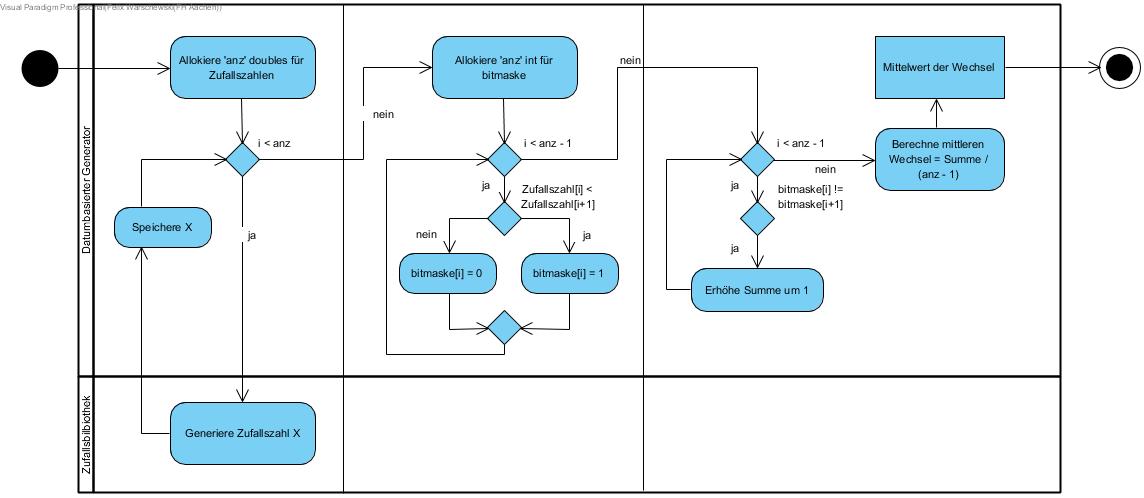 Visual Paradigm Professional(Felix Warschewski(FH Aachen))
Datumbasiorter Generator
Allokiere 'anz' doubles für
Zufallszahlen
i < anz
nein
ja
Speichere X
Allokiere 'anz' int für
bitmaske
i < anz - 1
nein
ja
Zufallszahl[i] <
Zufallszahl[i+1]
nein
ja
bitmaske[i] = 0
bitmaske[i] = 1
i < anz - 1
nein
ja
bitmaske[i] !=
bitmaske[i+1]
ja
Erhöhe Summe um 1
Mittelwert der Wechsel
Berechne mittleren
Wechsel = Summe /
(anz - 1)
Zufallsbilbiothek
Generiere Zufallszahl X